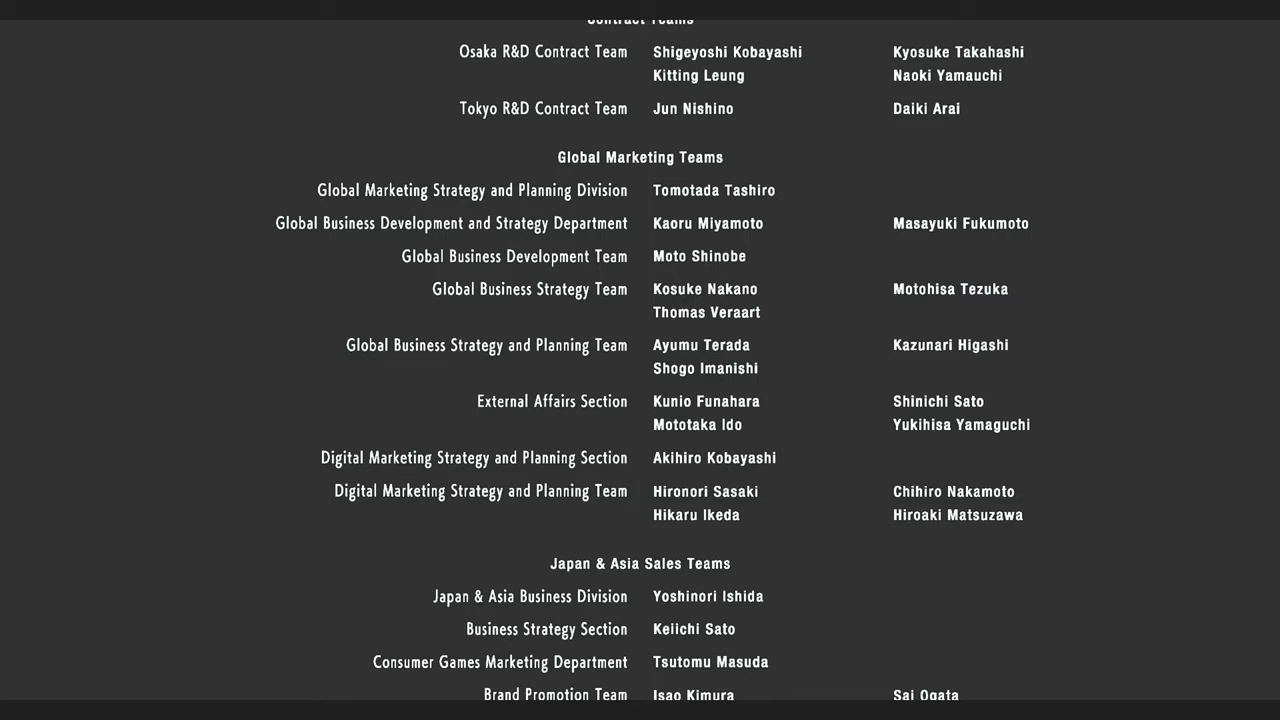 Contract Teams
Osaka R&D Contract Team Shigeyoshi Kobayashi Kyosuke Takahashi
Kitting Leung Naoki Yamauchi
Tokyo R&D Contract Team Jun Nishino Daiki Arai
Global Marketing Teams
Global Marketing Strategy and Planning Division Tomotada Tashiro
Global Business Development and Strategy Department Kaoru Miyamoto Masayuki Fukumoto
Global Business Development Team Moto Shinobe
Global Business Strategy Team Kosuke Nakano Motohisa Tezuka
Thomas Veraart
Global Business Strategy and Planning Team Ayumu Terada Kazunari Higashi
Shogo Imanishi
External Affairs Section Kunio Funahara Shinichi Sato
Mototaka Ido Yukihisa Yamaguchi
Digital Marketing Strategy and Planning Section Akihiro Kobayashi
Digital Marketing Strategy and Planning Team Hironori Sasaki Chihiro Nakamoto
Hikaru Ikeda Hiroaki Matsuzawa
Japan & Asia Sales Teams
Japan & Asia Business Division Yoshinori Ishida
Business Strategy Section Keiichi Sato
Consumer Games Marketing Department Tsutomu Masuda
Brand Promotion Team Isao Kimura Sai Ogata